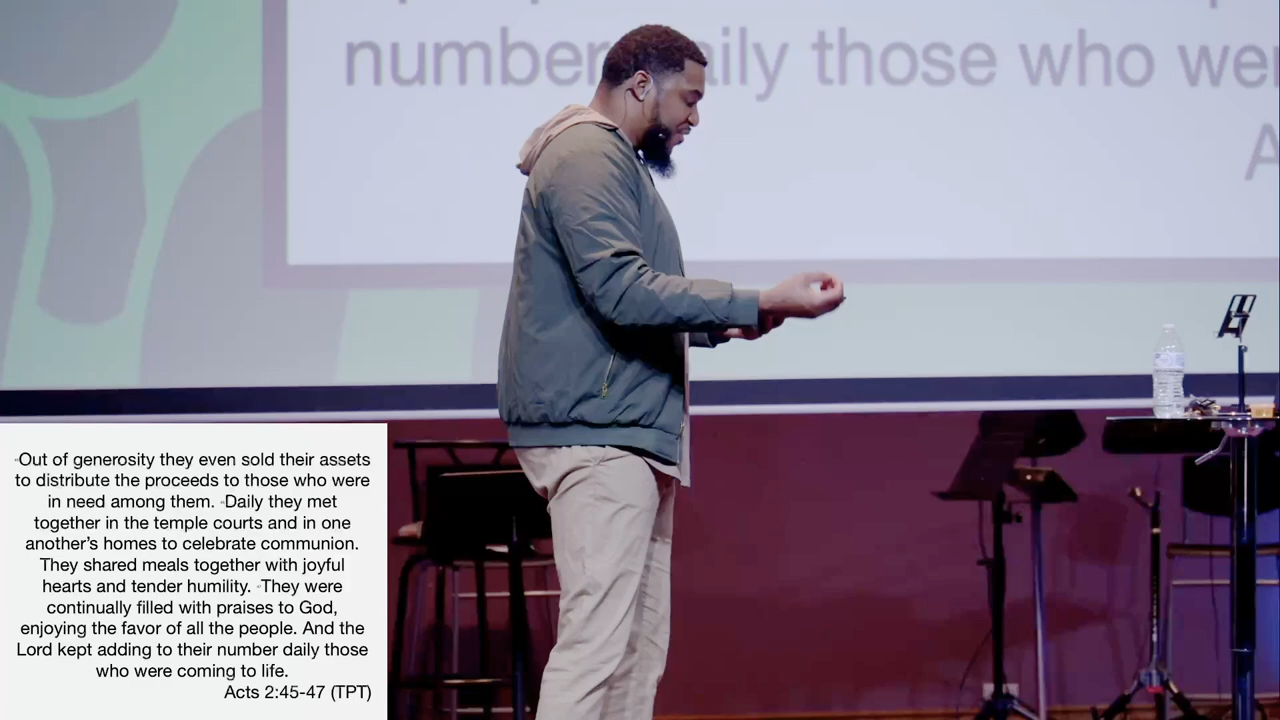 number daily those who wer
A
Out of generosity they even sold their assets
to distribute the proceeds to those who were
in need among them. Daily they met
together in the temple courts and in one
another's homes to celebrate communion.
They shared meals together with joyful
hearts and tender humility. They were
continually filled with praises to God,
enjoying the favor of all the people. And the
Lord kept adding to their number daily those
who were coming to life.
Acts 2:45-47 (TPT)